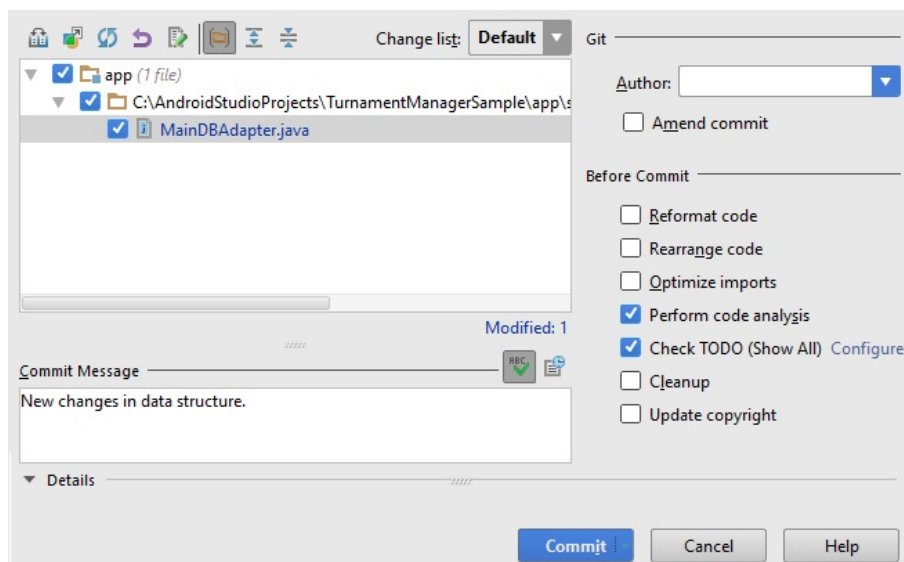 Change list: Default
Git
app (1 file)
C:\AndroidStudioProjects\TurnamentManagerSample\app\s
MainDBAdapter.java
Author:
Amend commit
Before Commit
Reformat code
Rearrange code
Optimize imports
Perform code analysis
Check TODO (Show All) Configure
Cleanup
Update copyright
Modified: 1
Commit Message
ABC
New changes in data structure.
Details
Commit
Cancel
Help